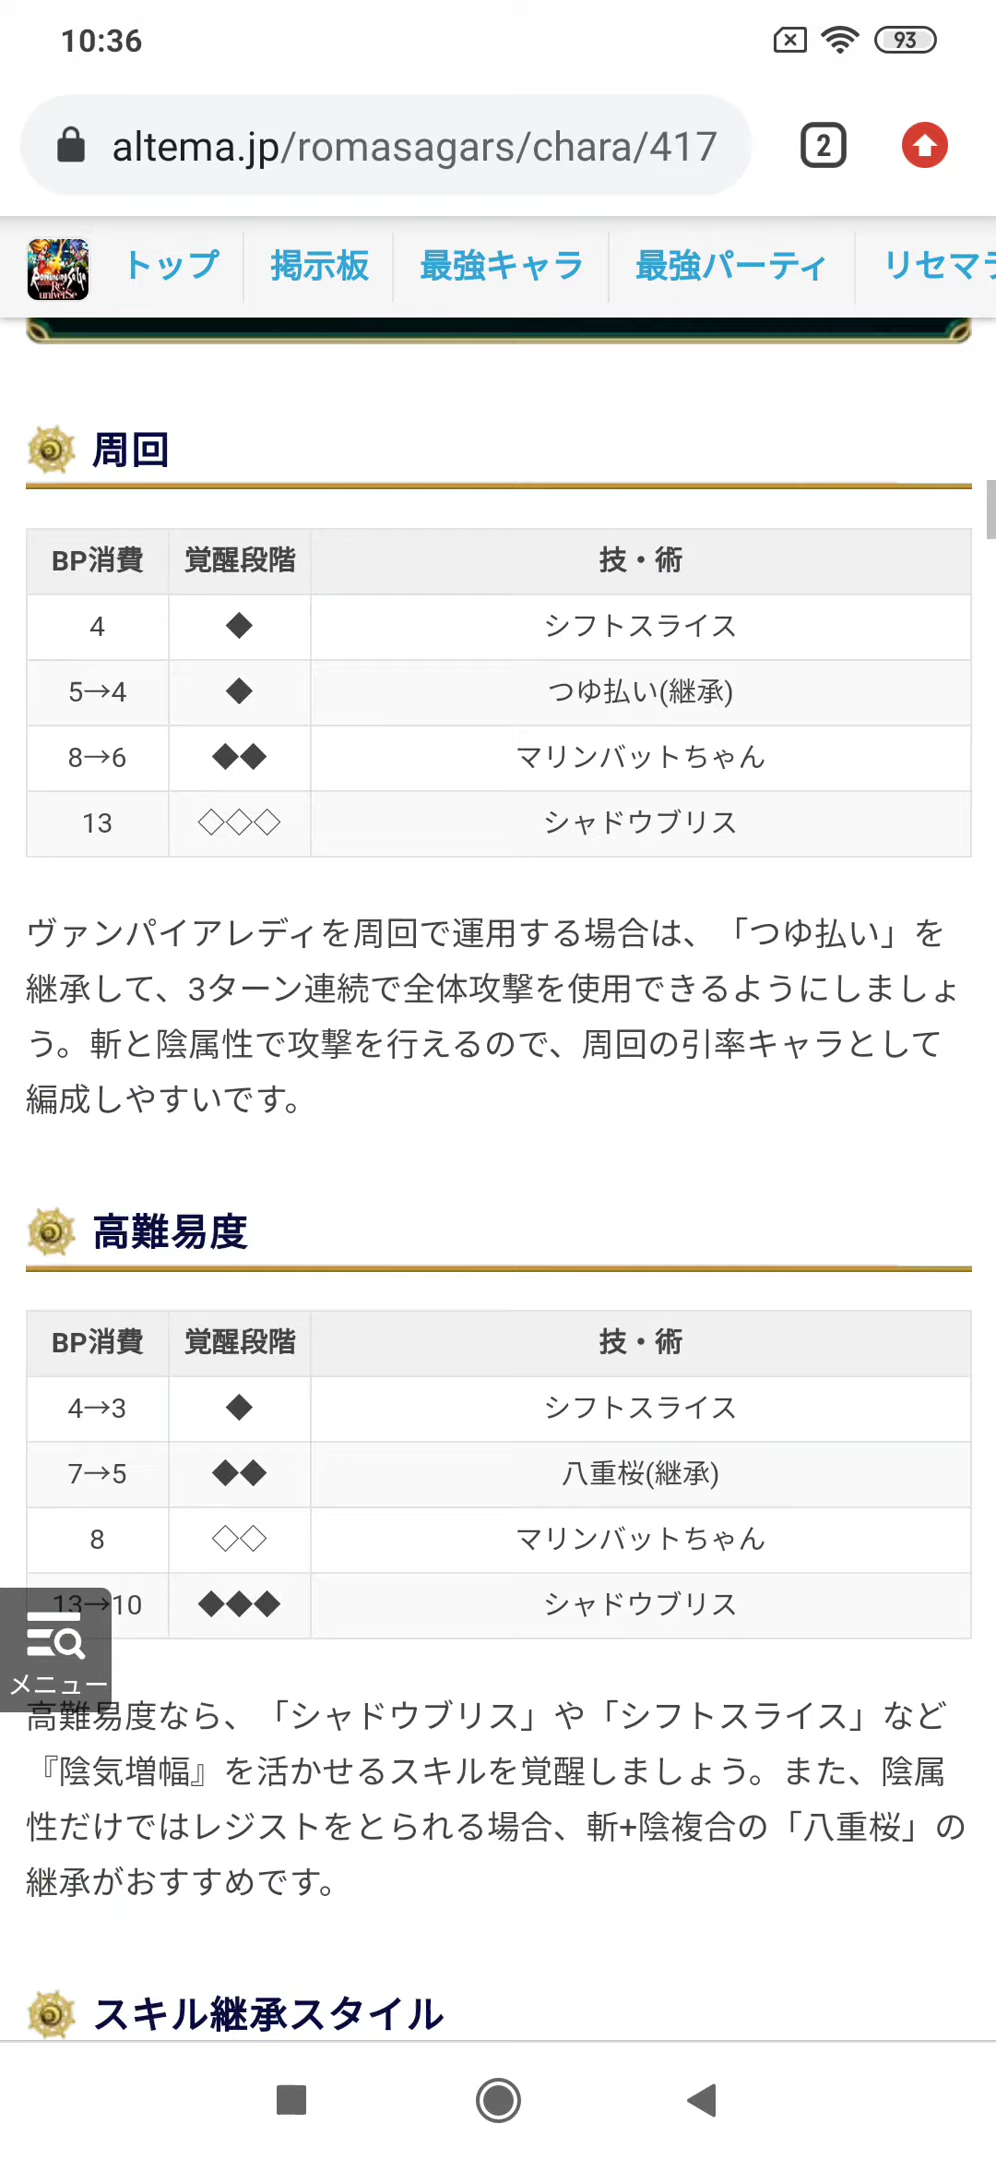 10:36
93
altema.jp/romasagars/chara/417
2
Romancing SaGa
Re;
universe
トップ 掲示板 最強キャラ 最強パーティ リセマラ
周回
BP消費 覚醒段階 技・術
4 ◆ シフトスライス
5→4 ◆ つゆ払い(継承)
8→6 ◆◆ マリンバットちゃん
13 ◇◇◇ シャドウブリス
ヴァンパイアレディを周回で運用する場合は、「つゆ払い」を
継承して、3ターン連続で全体攻撃を使用できるようにしましょ
う。斬と陰属性で攻撃を行えるので、周回の引率キャラとして
編成しやすいです。
高難易度
BP消費 覚醒段階 技・術
4→3 ◆ シフトスライス
7→5 ◆◆ 八重桜(継承)
8 ◇◇ マリンバットちゃん
13→10 ◆◆◆ シャドウブリス
メニュー
高難易度なら、「シャドウブリス」や「シフトスライス」など
『陰気増幅』を活かせるスキルを覚醒しましょう。また、陰属
性だけではレジストをとられる場合、斬+陰複合の「八重桜」の
継承がおすすめです。
スキル継承スタイル